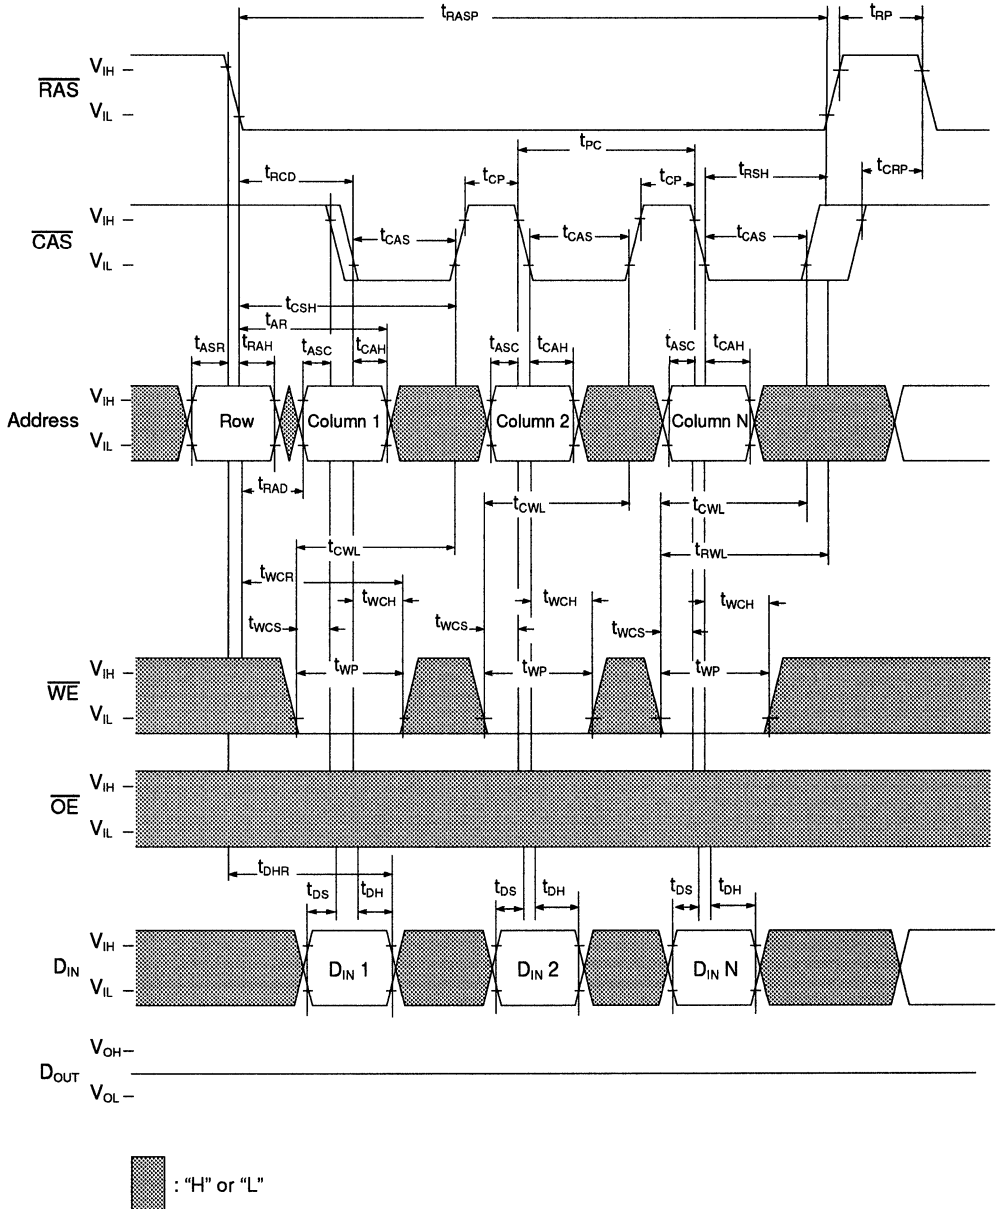 tRASP
tRP
RAS
VIH
VIL
tPC
tRCD
tCP
tCP
tRSH
tCRP
CAS
VIH
VIL
tCAS
tCAS
tCAS
tCSH
tAR
tASR
tRAH
tASC
tCAH
tASC
tCAH
tASC
tCAH
Address
VIH
VIL
Row
Column 1
Column 2
Column N
tRAD
tCWL
tCWL
tCWL
tRWL
tWCR
tWCH
tWCH
tWCH
tWCS
tWCS
tWCS
WE
VIH
VIL
tWP
tWP
tWP
OE
VIH
VIL
tDHR
tDS
tDH
tDS
tDH
tDS
tDH
DIN
VIH
VIL
DIN 1
DIN 2
DIN N
DOUT
VOH
VOL
: “H” or “L”